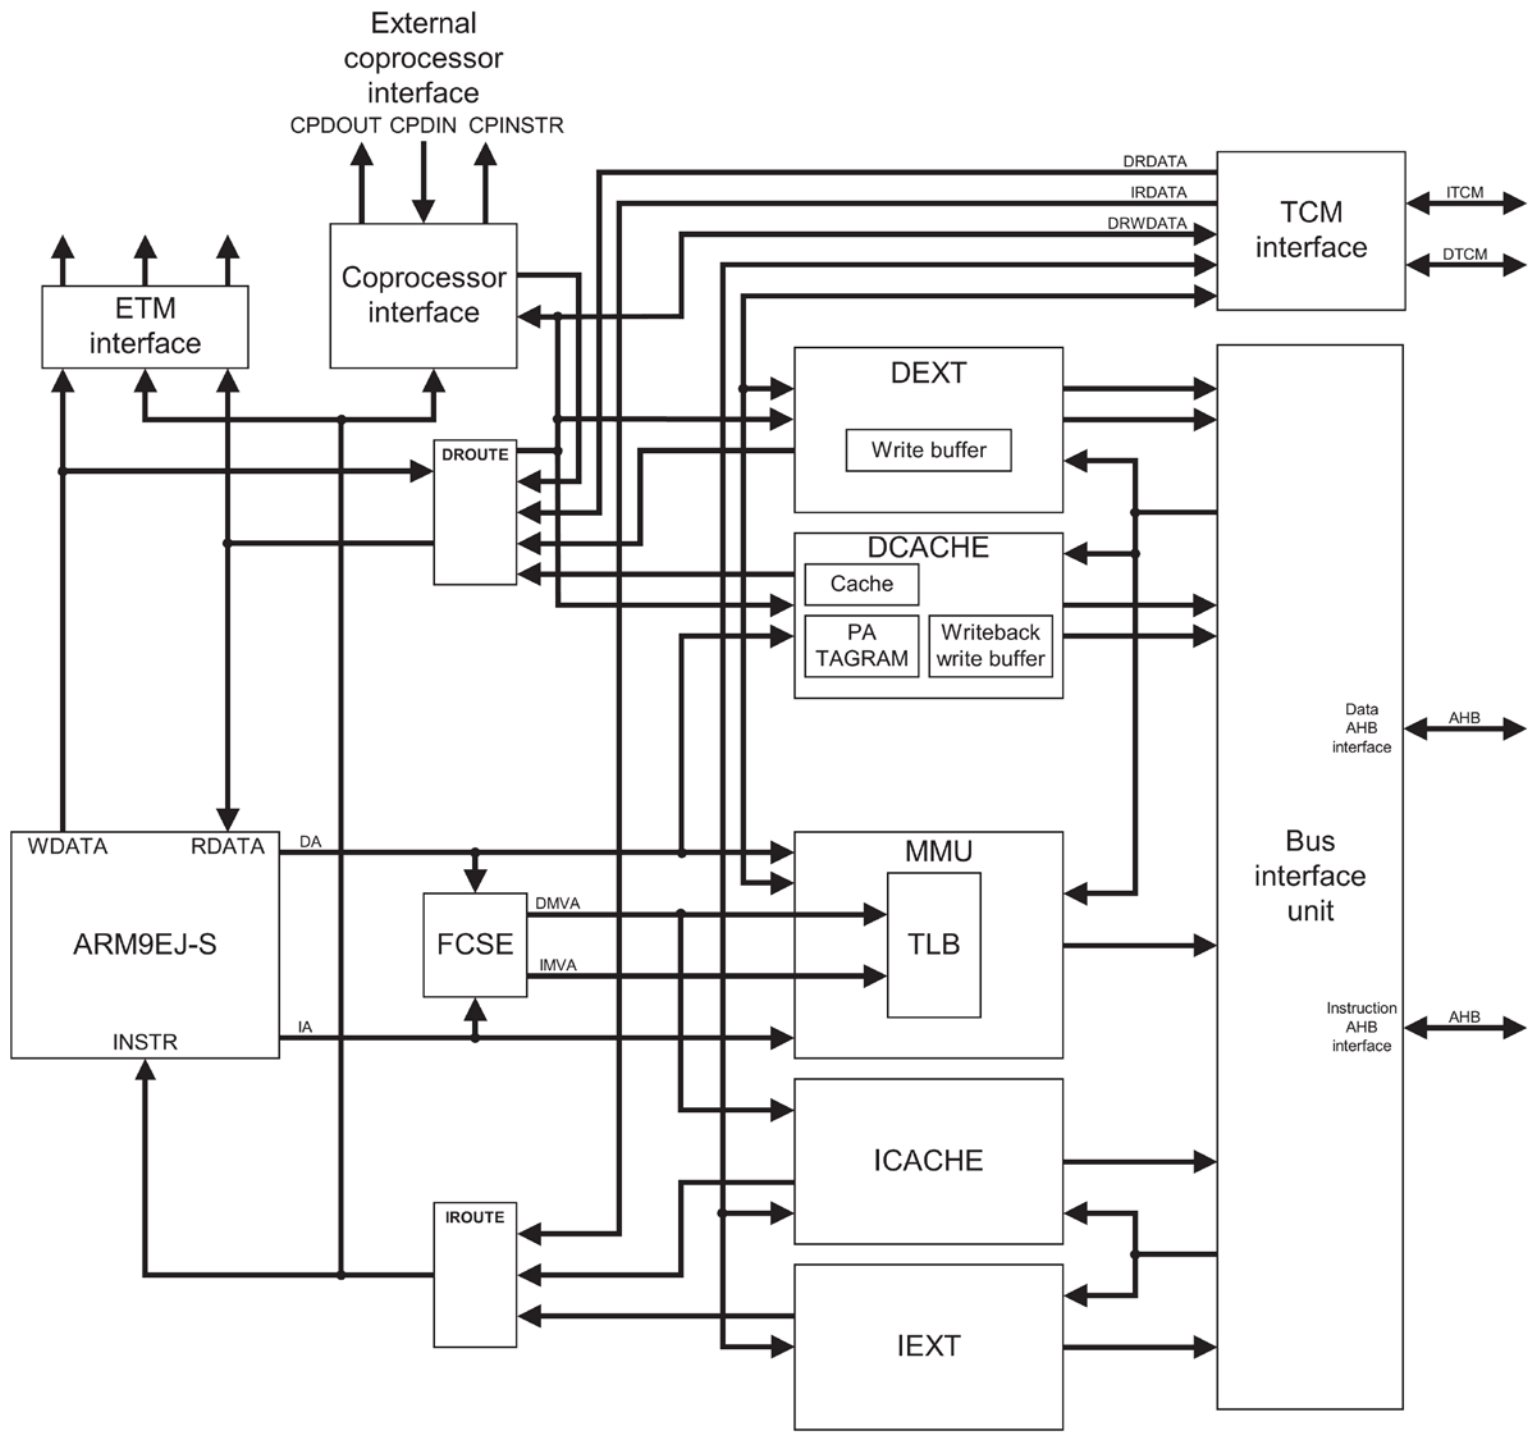 External
coprocessor
interface
CPDOUT CPDIN CPINSTR
DRDATA
IRDATA
DRWDATA
TCM
interface
ITCM
DTCM
Coprocessor
interface
ETM
interface
DEXT
Write buffer
DROUTE
DCACHE
Cache
PA
TAGRAM
Writeback
write buffer
Data
AHB
interface
AHB
WDATA
RDATA
DA
MMU
Bus
interface
unit
ARM9EJ-S
FCSE
DMVA
IMVA
TLB
INSTR
IA
Instruction
AHB
interface
AHB
ICACHE
IROUTE
IEXT